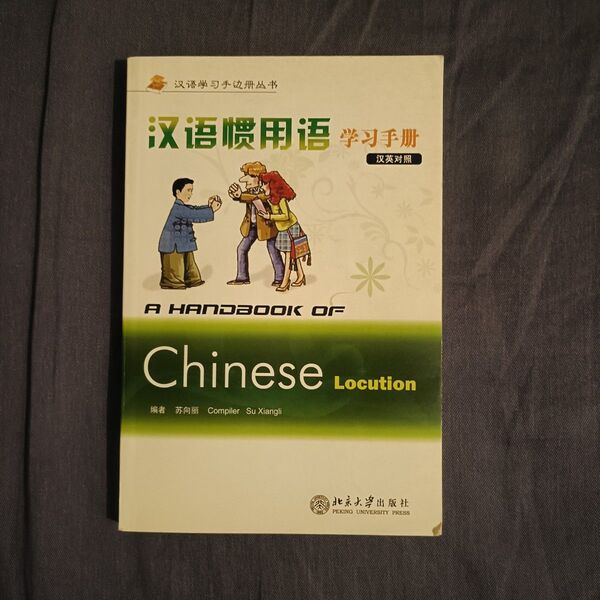 汉语学习手边册丛书
汉语惯用语 学习手册
汉英对照
A HANDBOOK OF
Chinese Locution
编者 苏向丽 Compiler Su Xiangli
北京大学出版社
PEKING UNIVERSITY PRESS